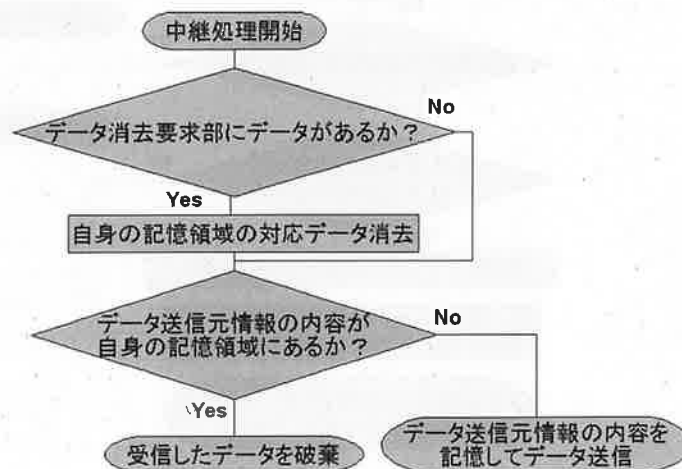 中継処理開始
データ消去要求部にデータがあるか?
No
Yes
自身の記憶領域の対応データ消去
データ送信元情報の内容が
自身の記憶領域にあるか?
No
Yes
受信したデータを破棄
データ送信元情報の内容を
記憶してデータ送信